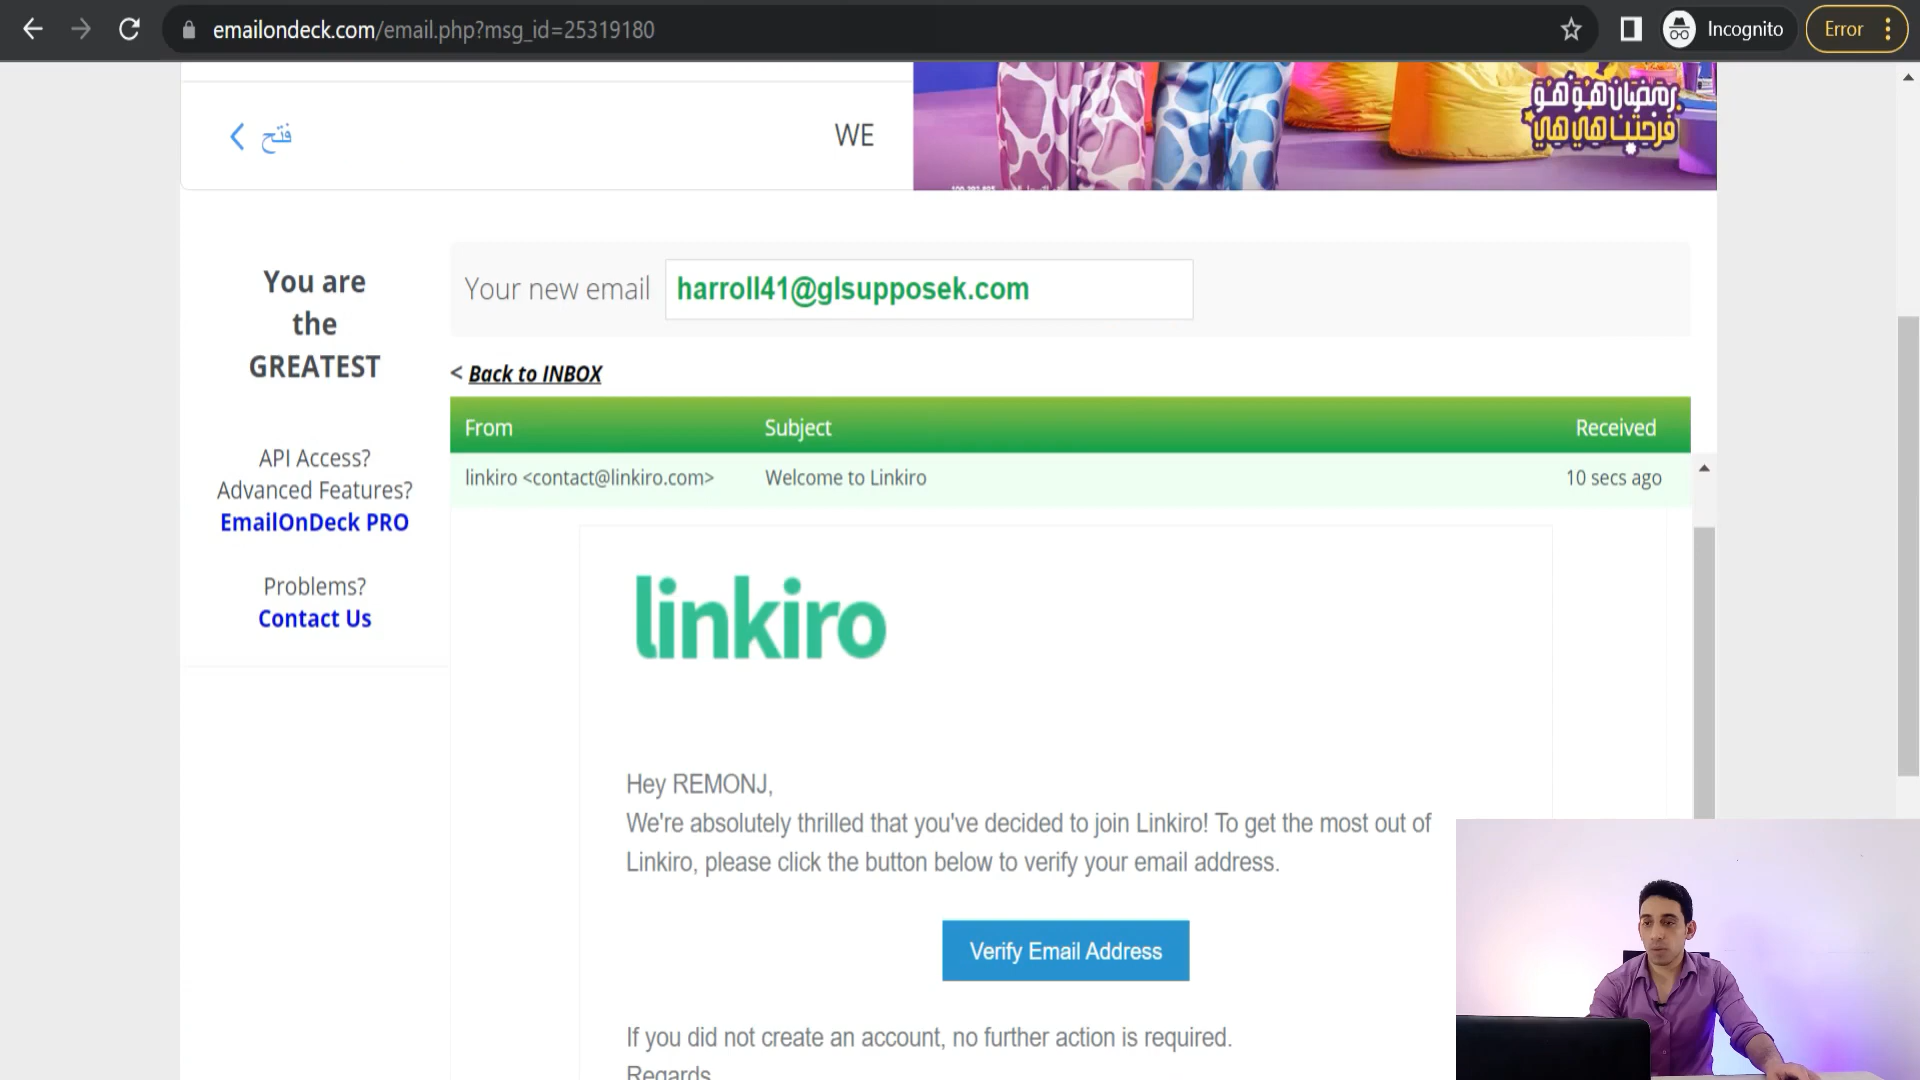 emailondeck.com/email.php?msg_id=25319180
Incognito
Error
فتح
WE
رمضان هو هو
فرحتنا هي هي
You are
the
GREATEST
API Access?
Advanced Features?
EmailOnDeck PRO
Problems?
Contact Us
Your new email harroll41@glsupposek.com
< Back to INBOX
From Subject Received
linkiro <contact@linkiro.com> Welcome to Linkiro 10 secs ago
linkiro
Hey REMONJ,
We're absolutely thrilled that you've decided to join Linkiro! To get the most out of
Linkiro, please click the button below to verify your email address.
Verify Email Address
If you did not create an account, no further action is required.
Regards